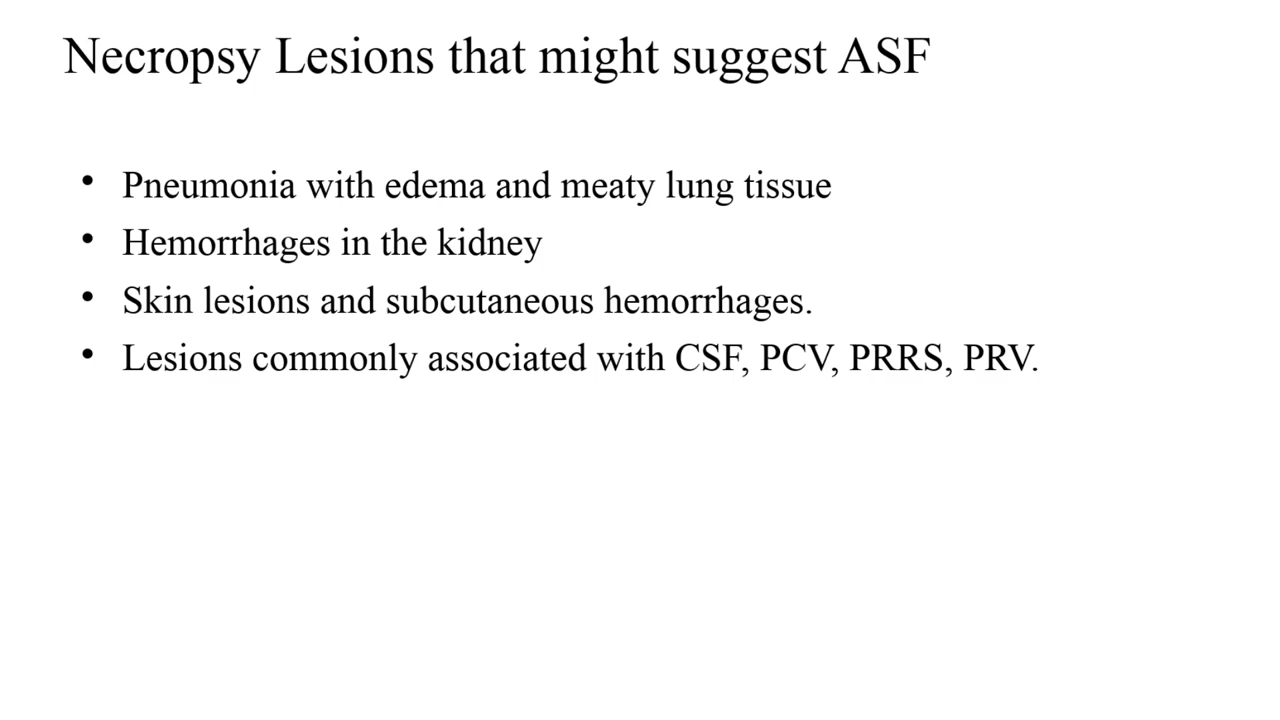 Necropsy Lesions that might suggest ASF
• Pneumonia with edema and meaty lung tissue
• Hemorrhages in the kidney
• Skin lesions and subcutaneous hemorrhages.
• Lesions commonly associated with CSF, PCV, PRRS, PRV.